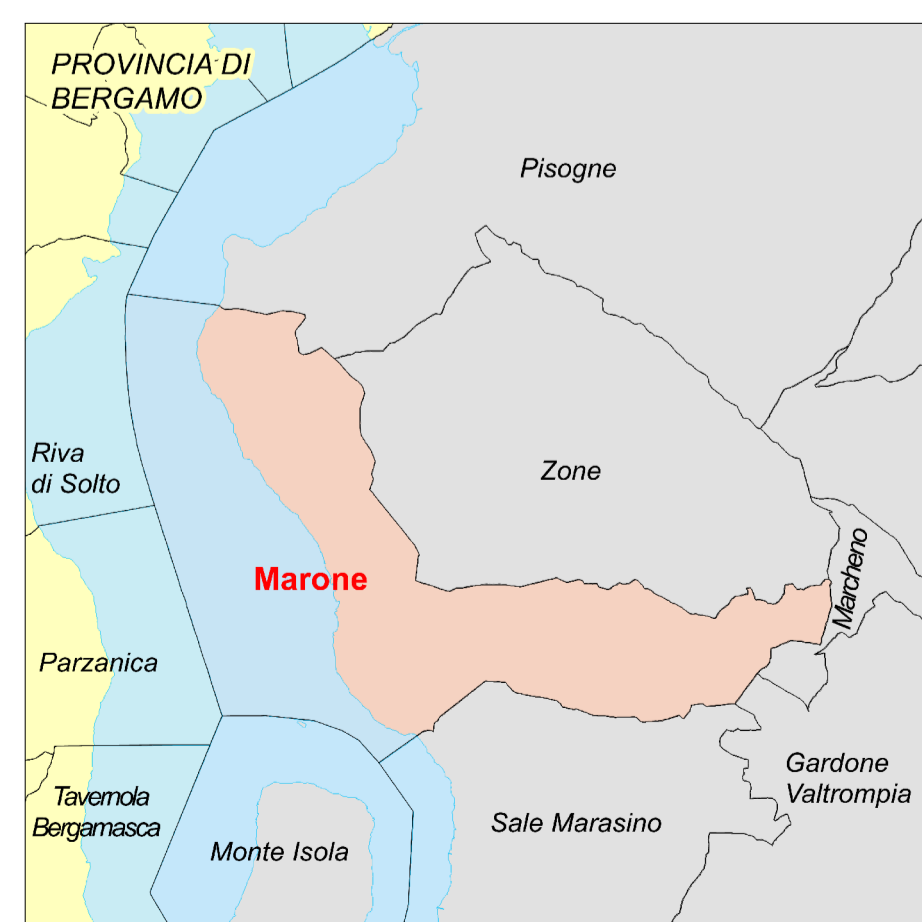 PROVINCIA DI
BERGAMO
Pisogne
Riva
di Solto
Zone
Marcheno
Marone
Parzanica
Gardone
Valtrompia
Tavernola
Bergamasca
Sale Marasino
Monte Isola